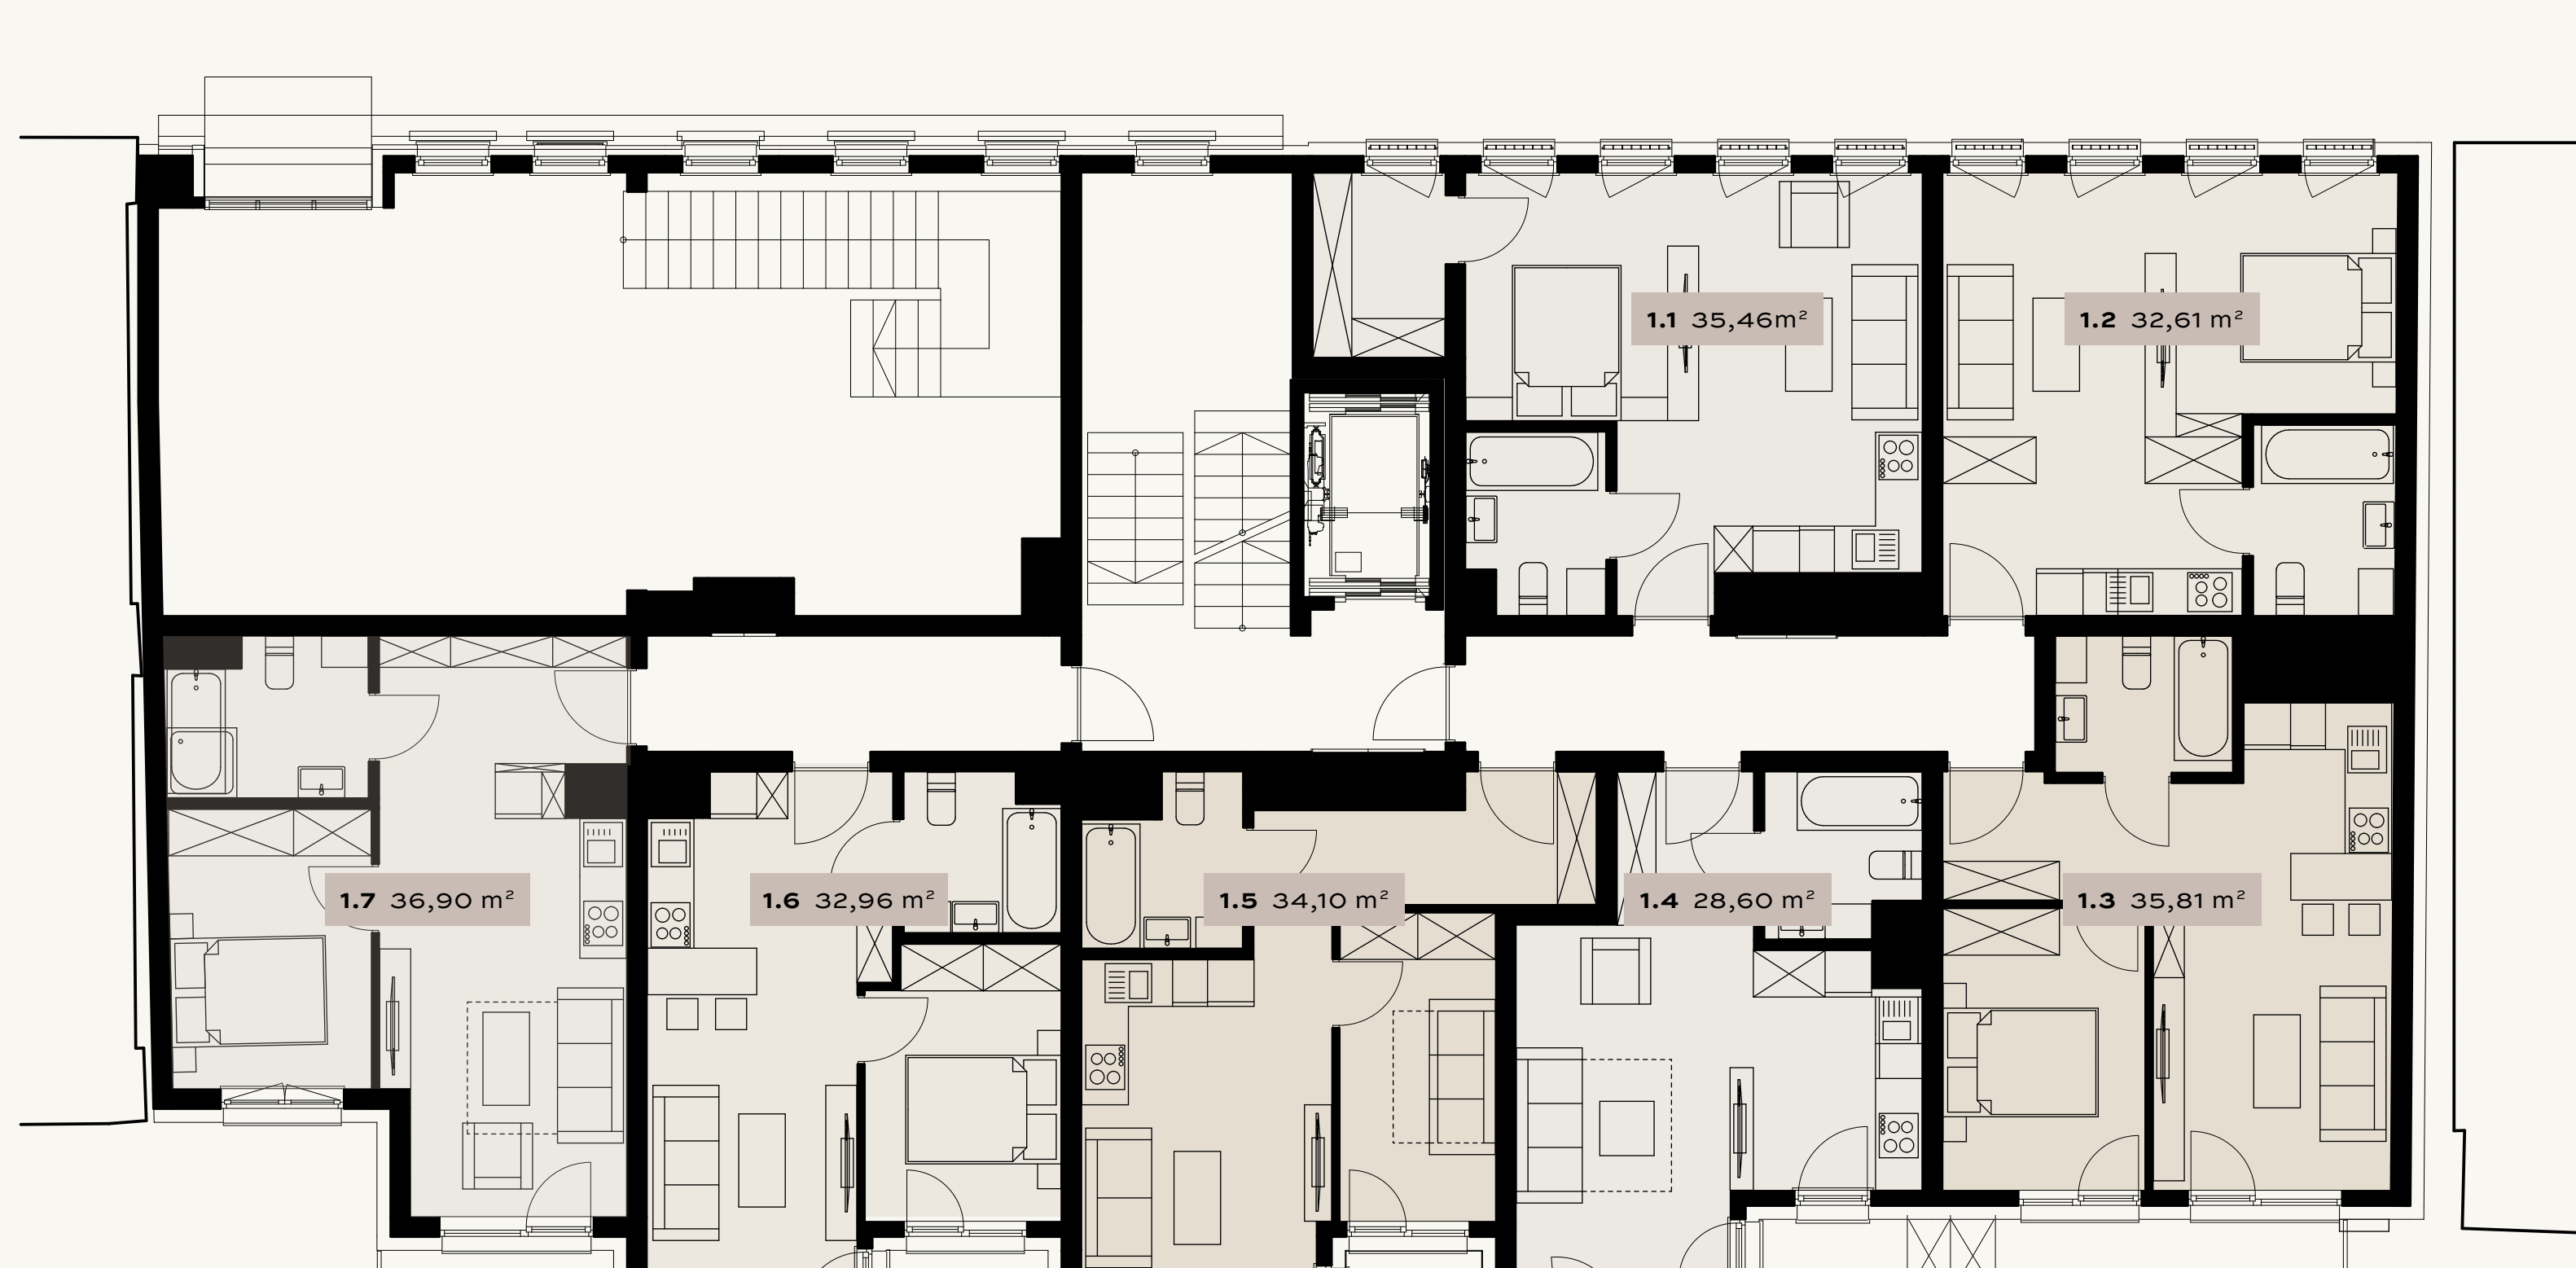 1.1 35,46m²
1.2 32,61 m²
1.7 36,90 m²
1.6 32,96 m²
1.5 34,10 m²
1.4 28,60 m²
1.3 35,81 m²